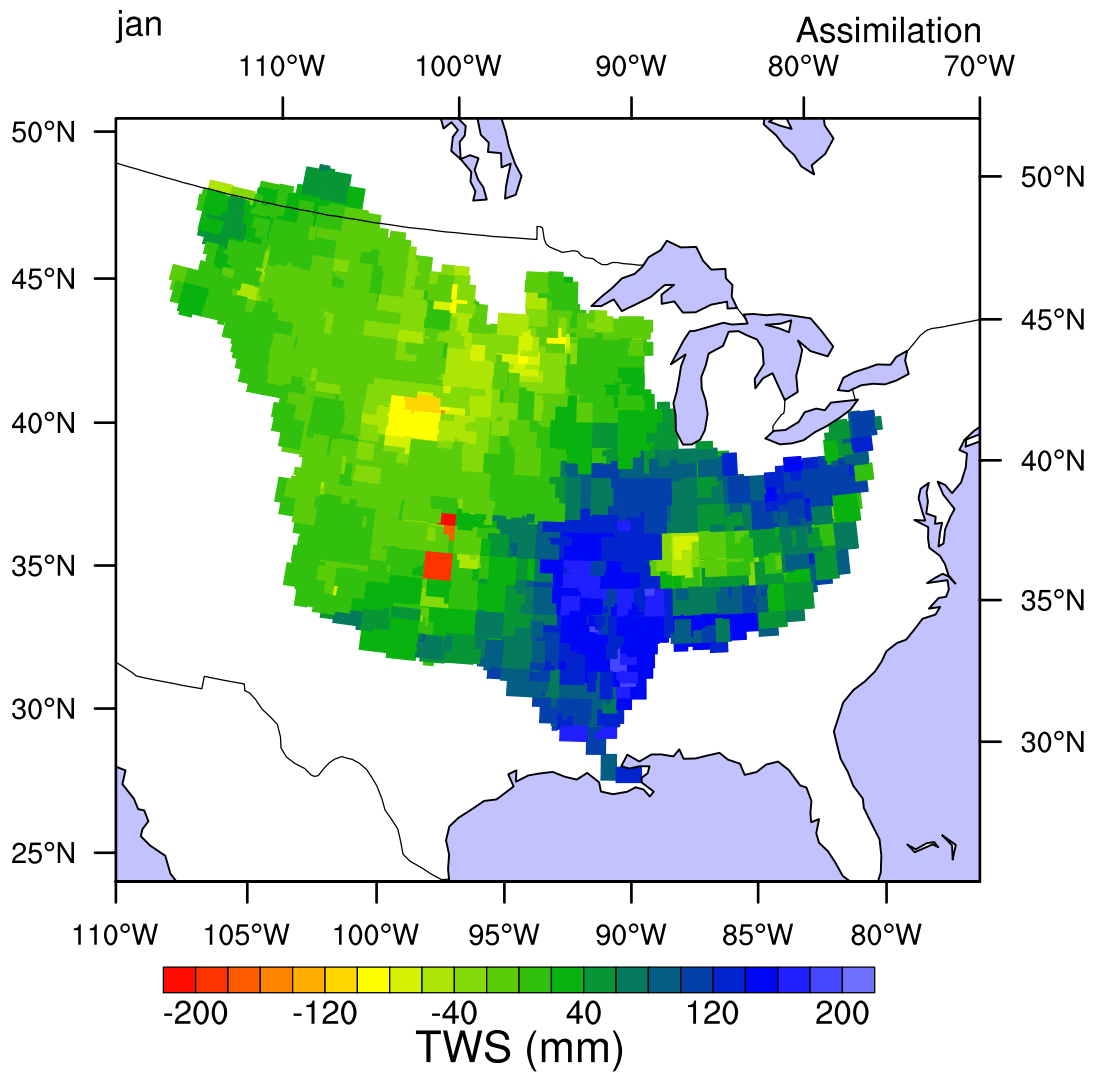 jan Assimilation
110°W 100°W 90°W 80°W 70°W
50°N
50°N
45°N
45°N
40°N
40°N
35°N
35°N
30°N
30°N
25°N
110°W 105°W 100°W 95°W 90°W 85°W 80°W
-200 -120 -40 40 120 200
TWS (mm)